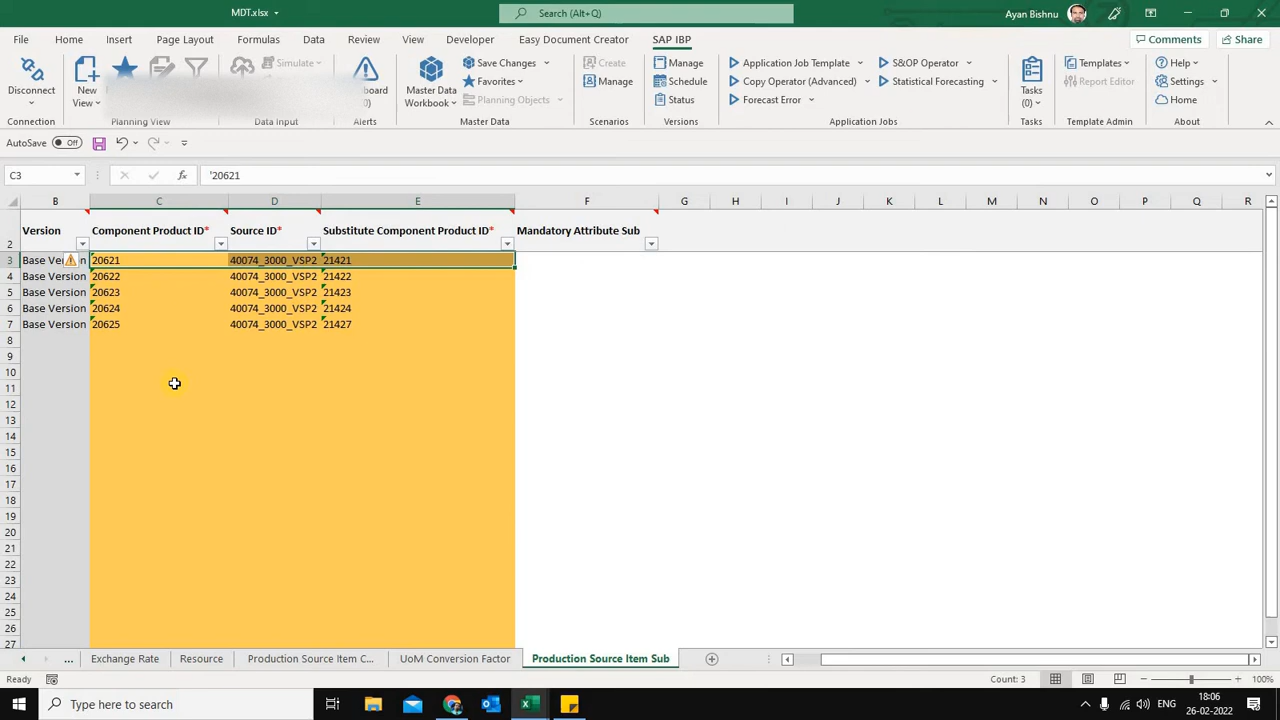 MDT.xlsx
Search (Alt+Q)
Ayan Bishnu
File Home Insert Draw Page Layout Formulas Data Review View Developer Easy Document Creator SAP IBP
Comments Share
Disconnect
Connection
New
View
Planning View
Simulate
Data Input
Dashboard
(0)
Alerts
Master Data
Workbook
Save Changes
Favorites
Planning Objects
Master Data
Create
Manage
Scenarios
Manage
Schedule
Status
Versions
Application Job Template
Copy Operator (Advanced)
Forecast Error
S&OP Operator
Statistical Forecasting
Application Jobs
Tasks
(0)
Tasks
Templates
Report Editor
Template Admin
Help
Settings
Home
About
AutoSave Off
C3 '20621
B C D E F G H I J K L M N O P Q R
2 Version Component Product ID* Source ID* Substitute Component Product ID* Mandatory Attribute Sub
3 Base Ve n 20621 40074_3000_VSP2 21421
4 Base Version 20622 40074_3000_VSP2 21422
5 Base Version 20623 40074_3000_VSP2 21423
6 Base Version 20624 40074_3000_VSP2 21424
7 Base Version 20625 40074_3000_VSP2 21427
8
9
10
11
12
13
14
15
16
17
18
19
20
21
22
23
24
25
26
27
... Exchange Rate Resource Production Source Item C... UoM Conversion Factor Production Source Item Sub
Ready Count: 3 100%
Type here to search
ENG
18:06
26-02-2022